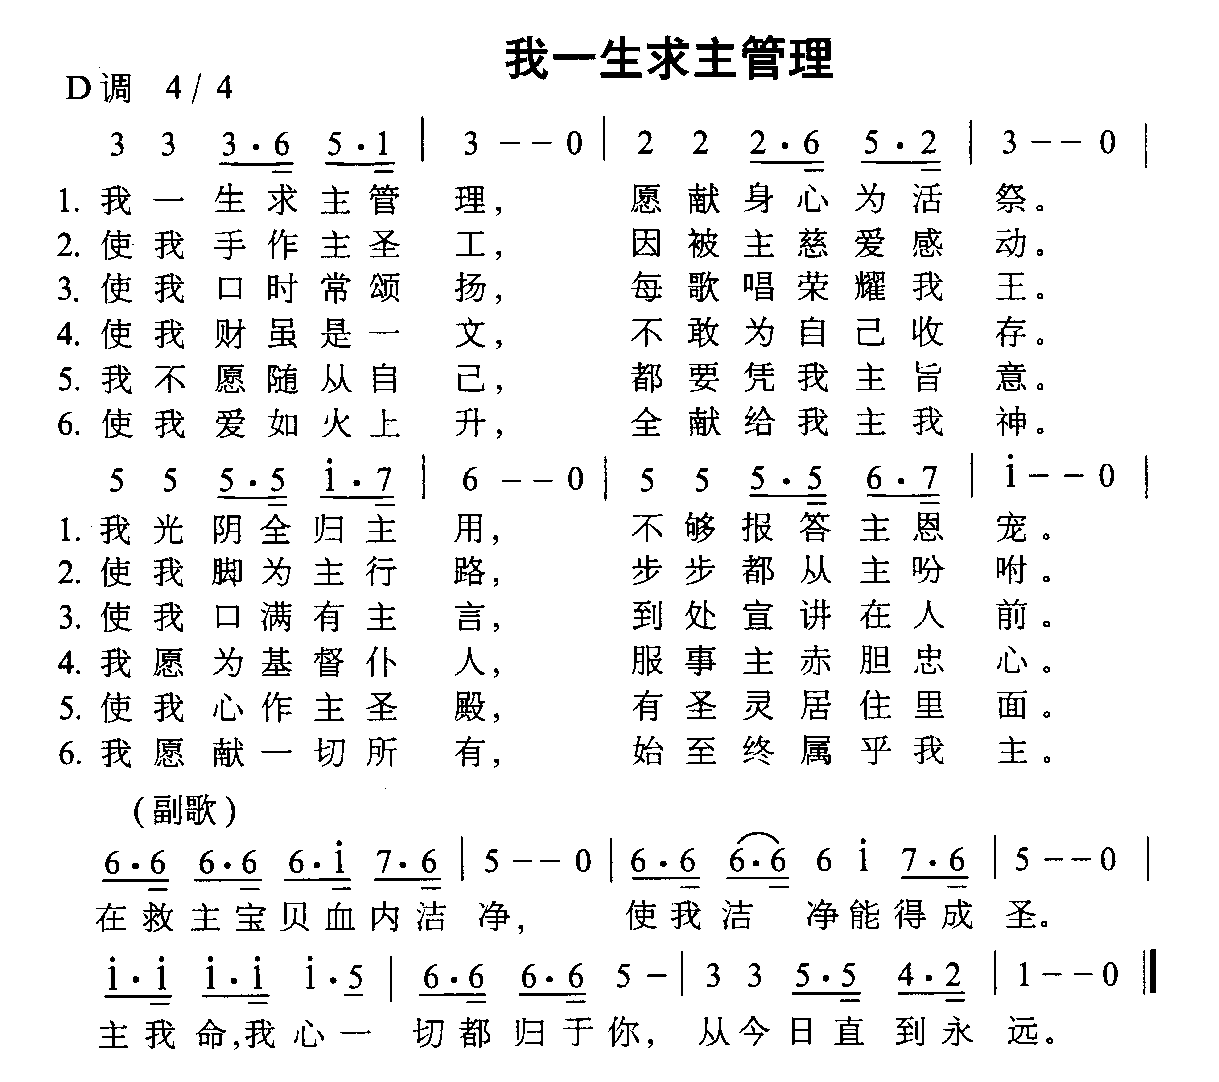 我一生求主管理
D调 4/4
3 3 3·6 5·1 | 3--0 | 2 2 2·6 5·2 | 3--0 |
1. 我一生求主管理, 愿献身心为活祭。
2. 使我手作主圣工, 因被主慈爱感动。
3. 使我口时常颂扬, 每歌唱荣耀我王。
4. 使我财虽是一文, 不敢为自己收存。
5. 我不愿随从自己, 都要凭我主旨意。
6. 使我爱如火上升, 全献给我主我神。
5 5 5·5 i·7 | 6--0 | 5 5 5·5 6·7 | i--0 |
1. 我光阴全归主用, 不够报答主恩宠。
2. 使我脚为主行路, 步步都从主吩咐。
3. 使我口满有主言, 到处宣讲在人前。
4. 我愿为基督仆人, 服事主赤胆忠心。
5. 使我心作主圣殿, 有圣灵居住里面。
6. 我愿献一切所有, 始至终属乎我主。
(副歌)
6·6 6·6 6·i 7·6 | 5--0 | 6·6 6·6 6 i 7·6 | 5--0 |
在救主宝贝血内洁净, 使我洁 净能得成圣。
i·i i·i i·5 | 6·6 6·6 5- | 3 3 5·5 4·2 | 1--0 ‖
主我命,我心一 切都归于你, 从今日直到永远。